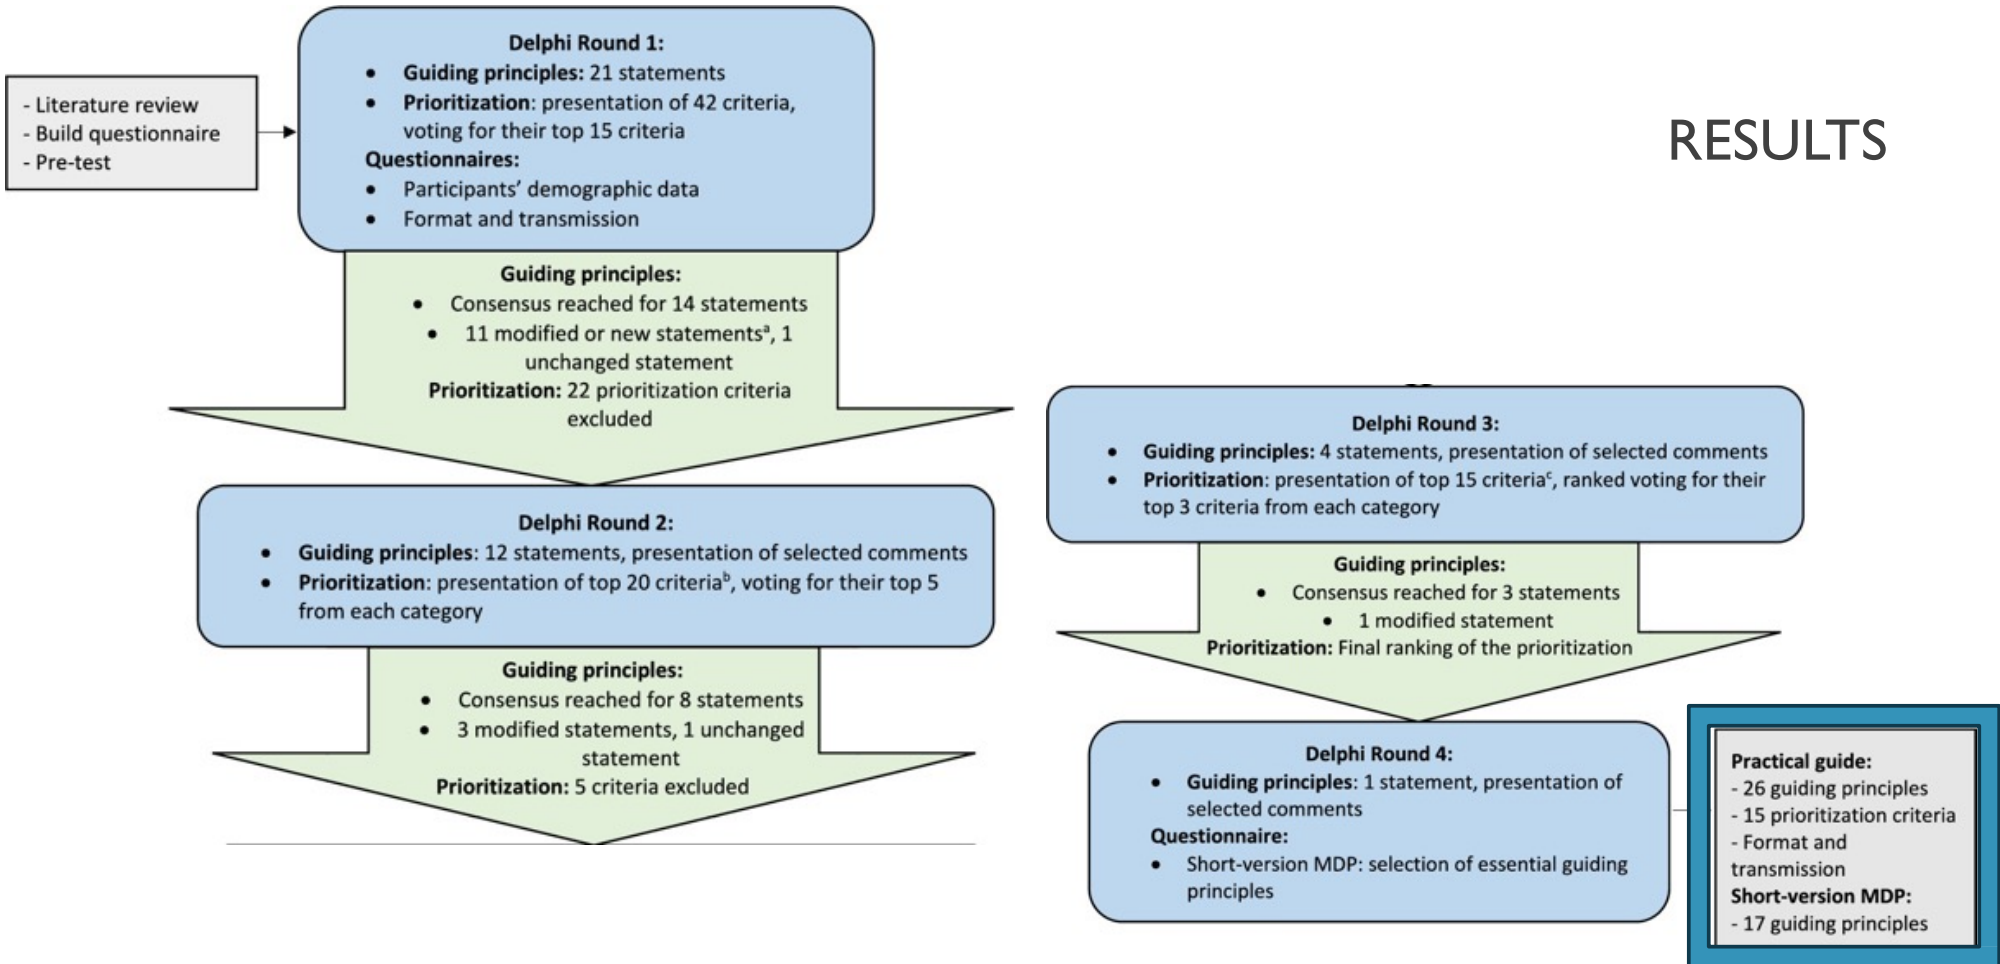 RESULTS
- Literature review
- Build questionnaire
- Pre-test
Delphi Round 1:
• Guiding principles: 21 statements
• Prioritization: presentation of 42 criteria,
voting for their top 15 criteria
Questionnaires:
• Participants' demographic data
• Format and transmission
Guiding principles:
• Consensus reached for 14 statements
• 11 modified or new statementsᵃ, 1
unchanged statement
Prioritization: 22 prioritization criteria
excluded
Delphi Round 2:
• Guiding principles: 12 statements, presentation of selected comments
• Prioritization: presentation of top 20 criteriaᵇ, voting for their top 5
from each category
Guiding principles:
• Consensus reached for 8 statements
• 3 modified statements, 1 unchanged
statement
Prioritization: 5 criteria excluded
Delphi Round 3:
• Guiding principles: 4 statements, presentation of selected comments
• Prioritization: presentation of top 15 criteriaᶜ, ranked voting for their
top 3 criteria from each category
Guiding principles:
• Consensus reached for 3 statements
• 1 modified statement
Prioritization: Final ranking of the prioritization
Delphi Round 4:
• Guiding principles: 1 statement, presentation of
selected comments
Questionnaire:
• Short-version MDP: selection of essential guiding
principles
Practical guide:
- 26 guiding principles
- 15 prioritization criteria
- Format and
transmission
Short-version MDP:
- 17 guiding principles